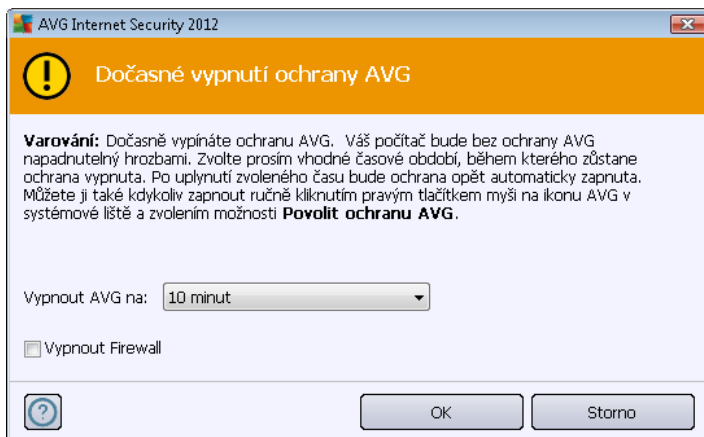 AVG Internet Security 2012
Dočasné vypnutí ochrany AVG
Varování: Dočasně vypínáte ochranu AVG. Váš počítač bude bez ochrany AVG
napadnutelný hrozbami. Zvolte prosím vhodné časové období, během kterého zůstane
ochrana vypnuta. Po uplynutí zvoleného času bude ochrana opět automaticky zapnuta.
Můžete ji také kdykoliv zapnout ručně kliknutím pravým tlačítkem myši na ikonu AVG v
systémové liště a zvolením možnosti Povolit ochranu AVG.
Vypnout AVG na: 10 minut
Vypnout Firewall
OK Storno